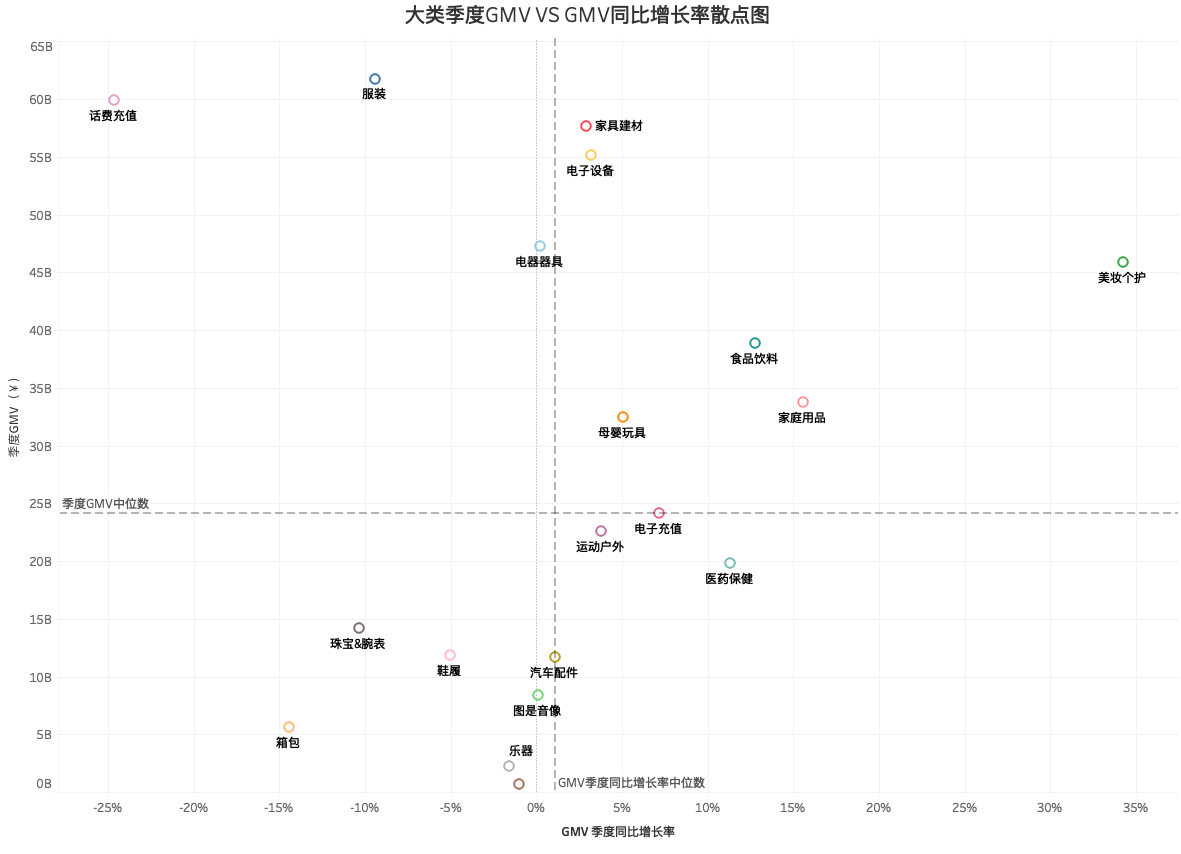 大类季度GMV VS GMV同比增长率散点图
65B
60B
55B
50B
45B
40B
35B
30B
25B
20B
15B
10B
5B
0B
季度GMV（¥）
话费充值
服装
家具建材
电子设备
电器器具
美妆个护
食品饮料
家庭用品
母婴玩具
季度GMV中位数
电子充值
运动户外
医药保健
珠宝&腕表
鞋履
汽车配件
图是音像
箱包
乐器
GMV季度同比增长率中位数
-25%
-20%
-15%
-10%
-5%
0%
5%
10%
15%
20%
25%
30%
35%
GMV 季度同比增长率